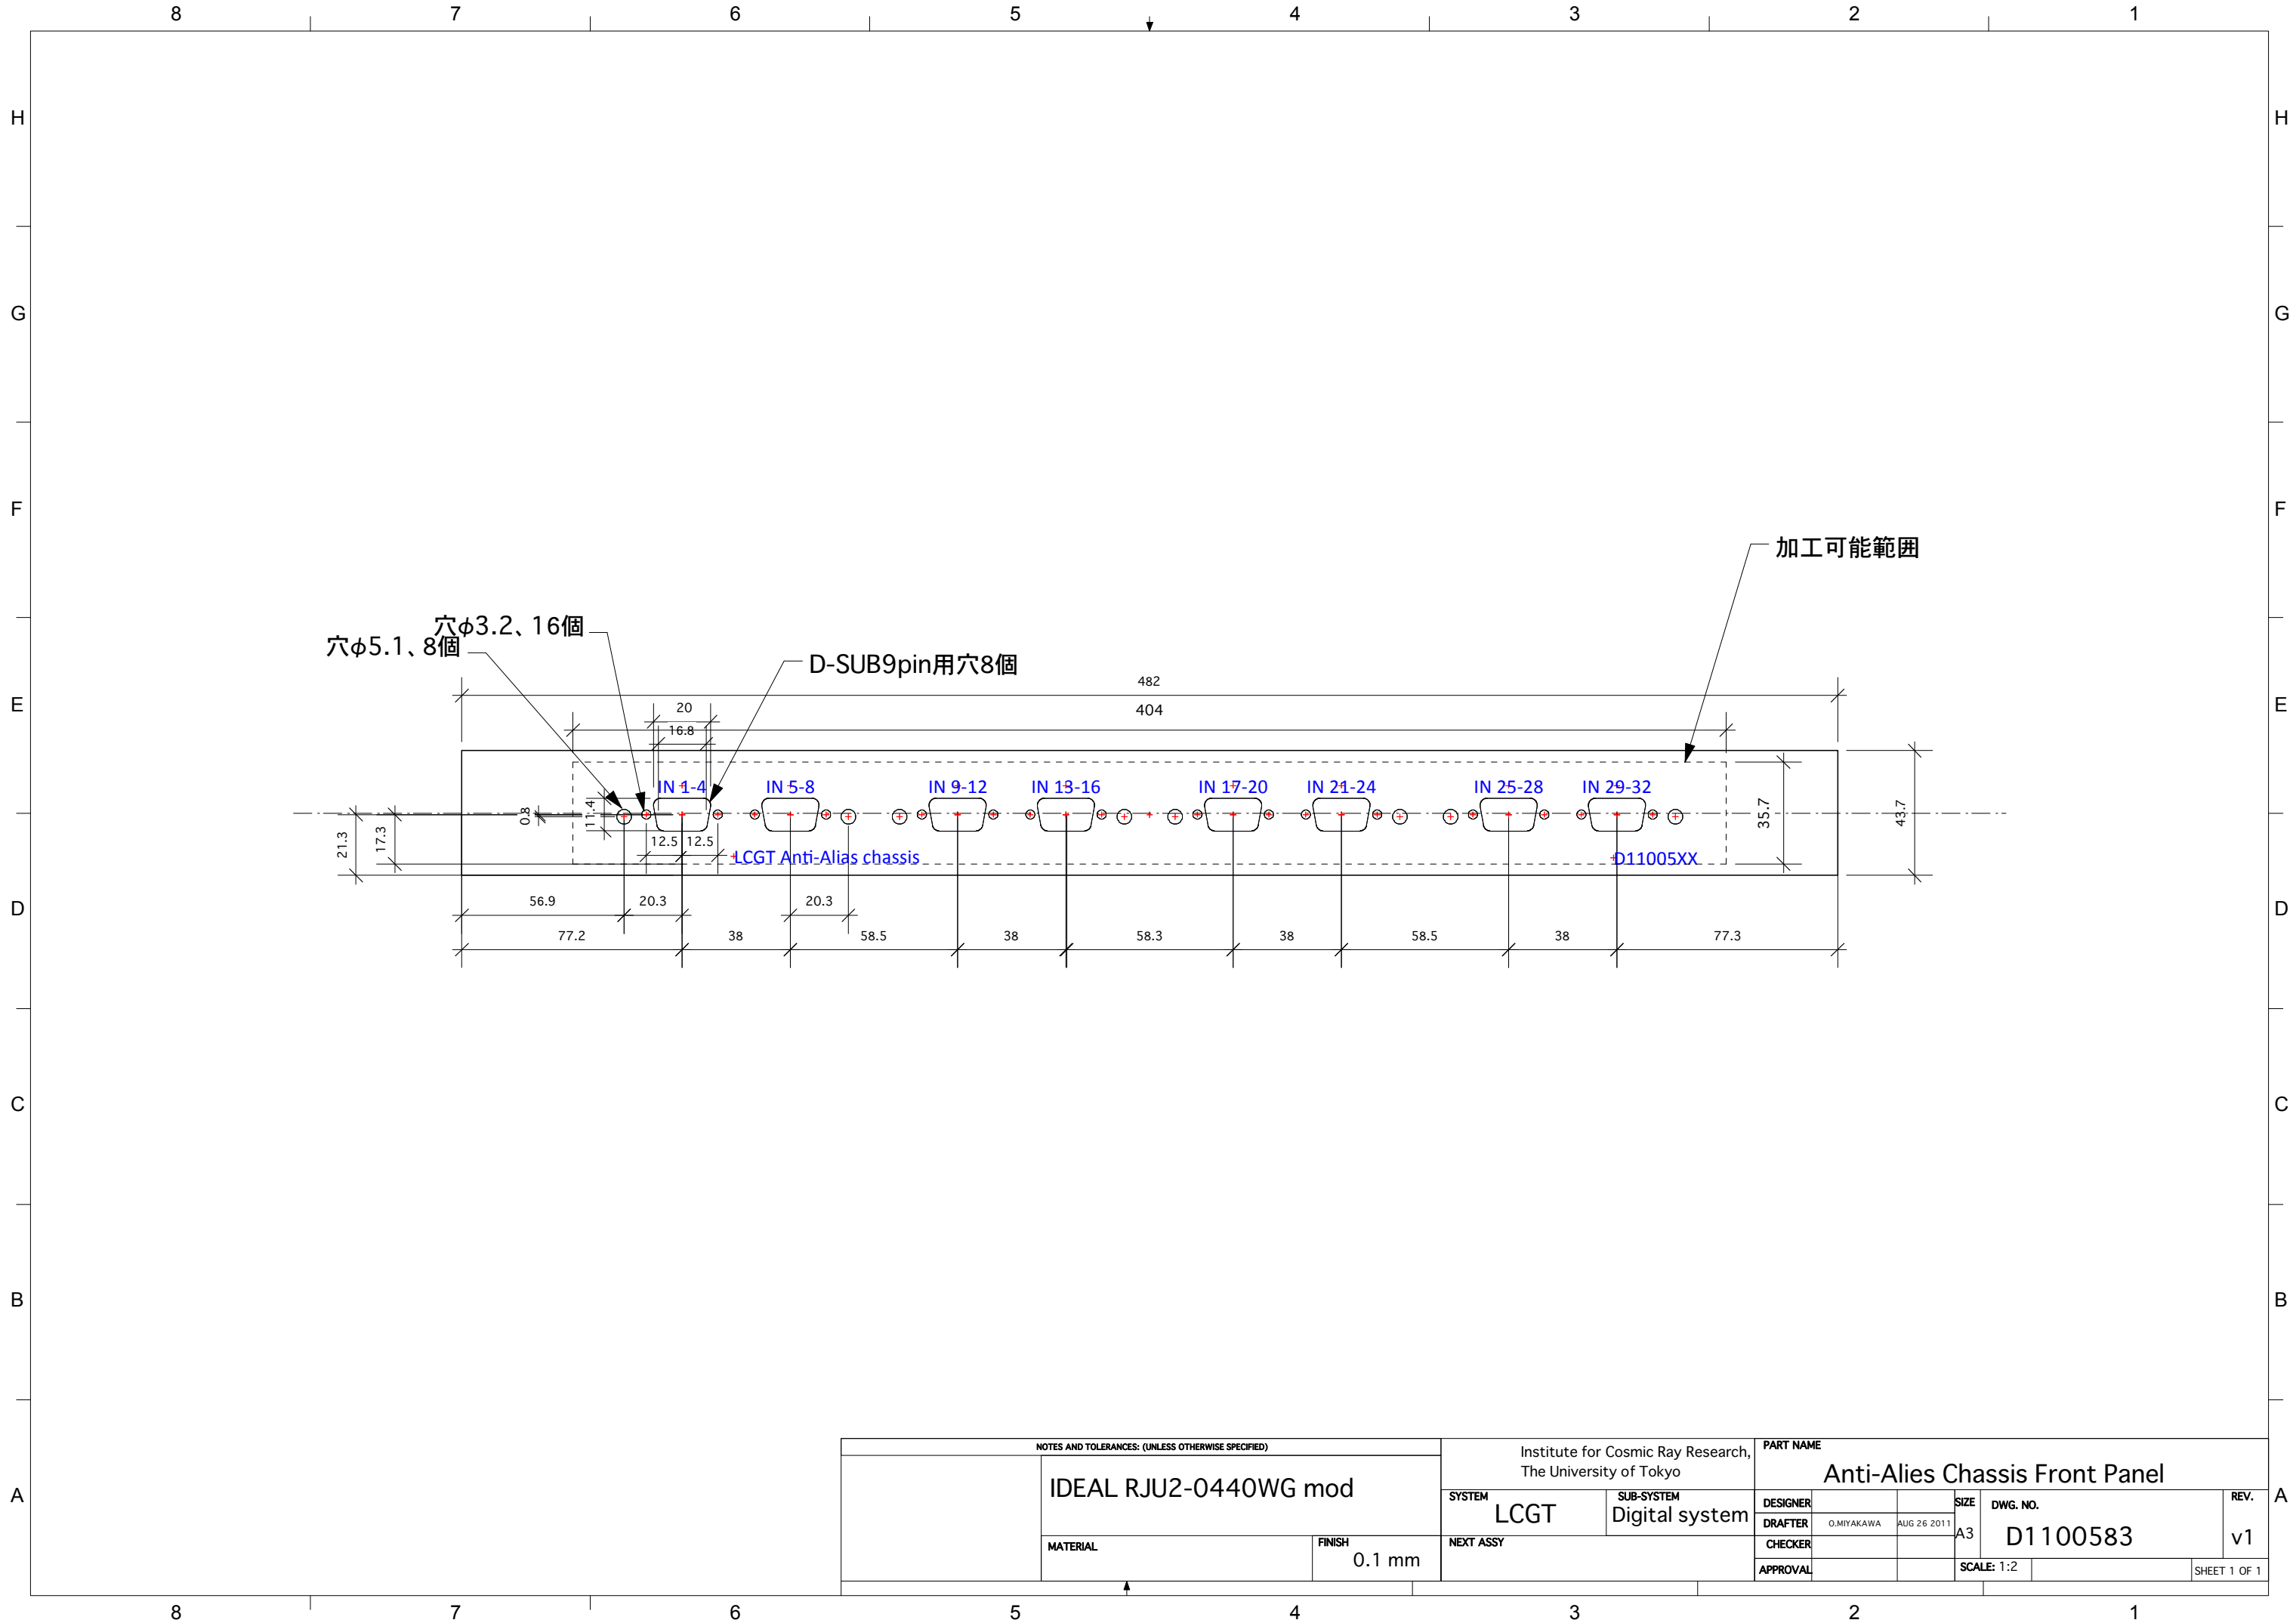 8 7 6 5 4 3 2 1
H H
G G
F F
加工可能範囲
穴φ3.2、16個
穴φ5.1、8個
D-SUB9pin用穴8個
482
E E
20
404
16.8
IN 1-4 IN 5-8 IN 9-12 IN 13-16 IN 17-20 IN 21-24 IN 25-28 IN 29-32
0.8
11.4
35.7
43.7
21.3
17.3
12.5 12.5
LCGT Anti-Alias chassis
D11005XX
56.9 20.3 20.3
D D
77.2 38 58.5 38 58.3 38 58.5 38 77.3
C C
B B
NOTES AND TOLERANCES: (UNLESS OTHERWISE SPECIFIED)
IDEAL RJU2-0440WG mod
MATERIAL
FINISH
0.1 mm
Institute for Cosmic Ray Research,
The University of Tokyo
SYSTEM
LCGT
SUB-SYSTEM
Digital system
NEXT ASSY
PART NAME
Anti-Alies Chassis Front Panel
DESIGNER
DRAFTER O.MIYAKAWA AUG 26 2011
CHECKER
APPROVAL
SIZE
A3
DWG. NO.
D1100583
REV.
v1
SCALE: 1:2
SHEET 1 OF 1
A A
8 7 6 5 4 3 2 1